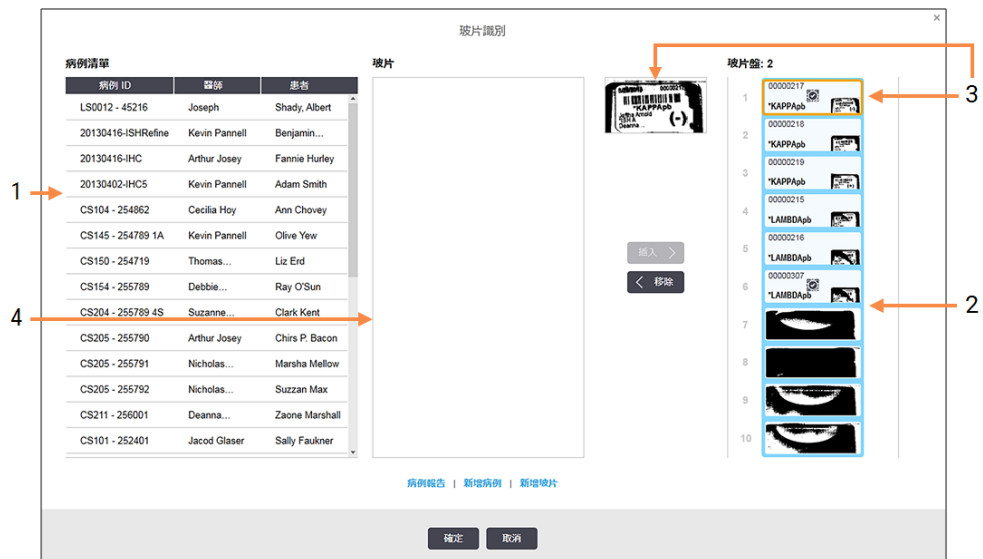 玻片識別
×
病例清單
病例 ID 醫師 患者
LS0012 - 45216 Joseph Shady, Albert
20130416-ISHRefine Kevin Pannell Benjamin...
20130416-IHC Arthur Josey Fannie Hurley
20130402-IHC5 Kevin Pannell Adam Smith
CS104 - 254862 Cecilia Hoy Ann Chovey
CS145 - 254789 1A Kevin Pannell Olive Yew
CS150 - 254719 Thomas... Liz Erd
CS154 - 255789 Debbie... Ray O'Sun
CS204 - 255789 4S Suzanne... Clark Kent
CS205 - 255790 Arthur Josey Chirs P. Bacon
CS205 - 255791 Nicholas... Marsha Mellow
CS205 - 255792 Nicholas... Suzzan Max
CS211 - 256001 Deanna... Zaone Marshall
CS101 - 252401 Jacod Glaser Sally Faukner
1
4
玻片
*KAPPApb
Jeffba Arnold
ISH A
Deanna...
(-)
插入 >
< 移除
玻片盤: 2
1 00000217 *KAPPApb
2 00000218 *KAPPApb
3 00000219 *KAPPApb
4 00000215 *LAMBDApb
5 00000216 *LAMBDApb
6 00000307 *LAMBDApb
7
8
9
10
3
2
病例報告 | 新增病例 | 新增玻片
確定 取消